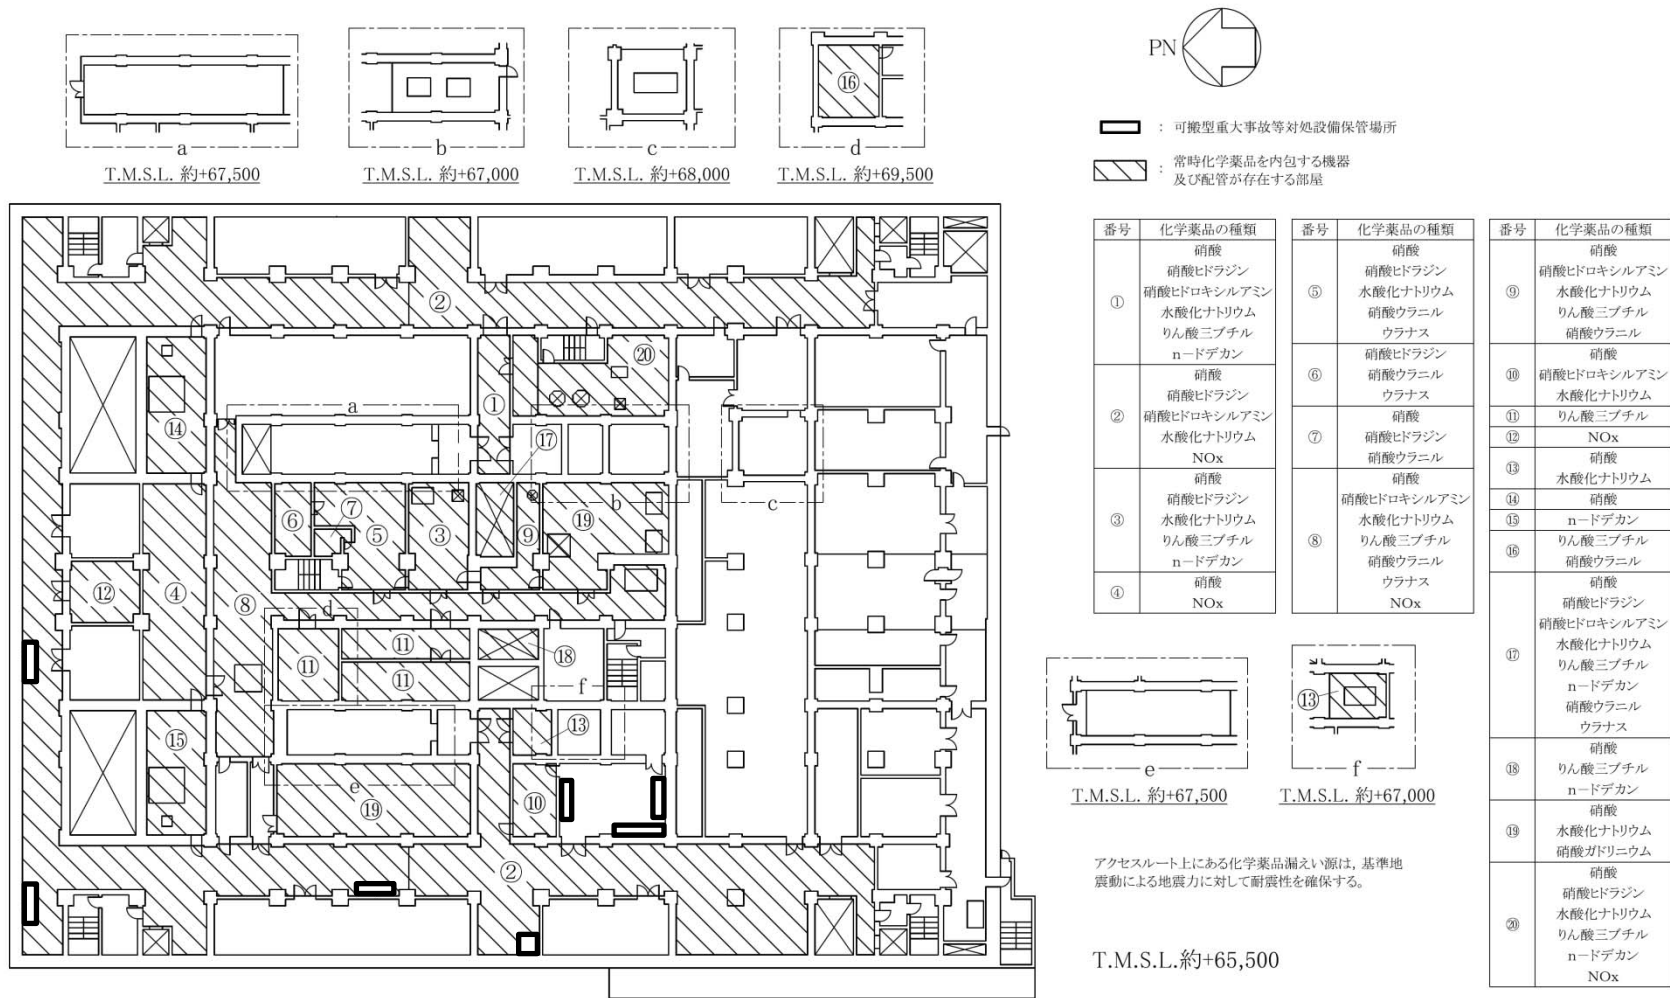 a
T.M.S.L. 約+67,500
b
T.M.S.L. 約+67,000
c
T.M.S.L. 約+68,000
⑯
d
T.M.S.L. 約+69,500
PN
： 可搬型重大事故等対処設備保管場所
： 常時化学薬品を内包する機器
及び配管が存在する部屋
②
⑳
①
a
⑭
⑰
b
c
⑥
⑦
⑤
③
⑨
⑲
⑫
④
⑧
d
⑪
⑪
⑪
⑱
f
⑬
⑮
e
⑲
⑩
②
番号 化学薬品の種類
①
硝酸
硝酸ヒドラジン
硝酸ヒドロキシルアミン
水酸化ナトリウム
りん酸三ブチル
n－ドデカン
②
硝酸
硝酸ヒドラジン
硝酸ヒドロキシルアミン
水酸化ナトリウム
NOx
③
硝酸
硝酸ヒドラジン
水酸化ナトリウム
りん酸三ブチル
n－ドデカン
④
硝酸
NOx
番号 化学薬品の種類
⑤
硝酸
硝酸ヒドラジン
水酸化ナトリウム
硝酸ウラニル
ウラナス
⑥
硝酸ヒドラジン
硝酸ウラニル
ウラナス
⑦
硝酸
硝酸ヒドラジン
硝酸ウラニル
⑧
硝酸
硝酸ヒドロキシルアミン
水酸化ナトリウム
りん酸三ブチル
硝酸ウラニル
ウラナス
NOx
番号 化学薬品の種類
⑨
硝酸
硝酸ヒドロキシルアミン
水酸化ナトリウム
りん酸三ブチル
硝酸ウラニル
⑩
硝酸
硝酸ヒドロキシルアミン
水酸化ナトリウム
⑪ りん酸三ブチル
⑫ NOx
⑬
硝酸
水酸化ナトリウム
⑭ 硝酸
⑮ n－ドデカン
⑯
りん酸三ブチル
硝酸ウラニル
⑰
硝酸
硝酸ヒドラジン
硝酸ヒドロキシルアミン
水酸化ナトリウム
りん酸三ブチル
n－ドデカン
硝酸ウラニル
ウラナス
⑱
硝酸
りん酸三ブチル
n－ドデカン
⑲
硝酸
水酸化ナトリウム
硝酸ガドリニウム
⑳
硝酸
硝酸ヒドラジン
水酸化ナトリウム
りん酸三ブチル
n－ドデカン
NOx
e
T.M.S.L. 約+67,500
⑬
f
T.M.S.L. 約+67,000
アクセスルート上にある化学薬品漏えい源は，基準地
震動による地震力に対して耐震性を確保する。
T.M.S.L.約+65,500